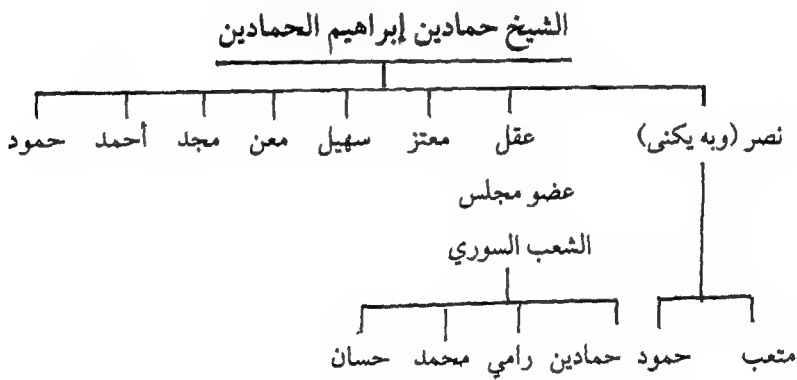 الشيخ حمادين إبراهيم الحمادين
نصر (وبه يكنى) عقل معتز سهيل معن مجد أحمد حمود
عضو مجلس
الشعب السوري
متعب حمود حمادين رامي محمد حسان